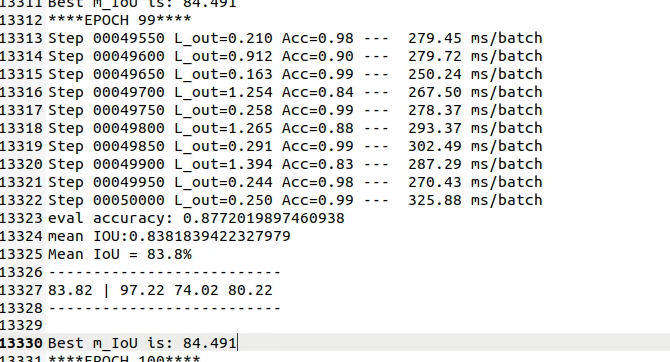 13311 Best m_IoU is: 84.491
13312 ****EPOCH 99****
13313 Step 00049550 L_out=0.210 Acc=0.98 ---  279.45 ms/batch
13314 Step 00049600 L_out=0.912 Acc=0.90 ---  279.72 ms/batch
13315 Step 00049650 L_out=0.163 Acc=0.99 ---  250.24 ms/batch
13316 Step 00049700 L_out=1.254 Acc=0.84 ---  267.50 ms/batch
13317 Step 00049750 L_out=0.258 Acc=0.99 ---  278.37 ms/batch
13318 Step 00049800 L_out=1.265 Acc=0.88 ---  293.37 ms/batch
13319 Step 00049850 L_out=0.291 Acc=0.99 ---  302.49 ms/batch
13320 Step 00049900 L_out=1.394 Acc=0.83 ---  287.29 ms/batch
13321 Step 00049950 L_out=0.244 Acc=0.98 ---  270.43 ms/batch
13322 Step 00050000 L_out=0.250 Acc=0.99 ---  325.88 ms/batch
13323 eval accuracy: 0.8772019897460938
13324 mean IOU:0.8381839422327979
13325 Mean IoU = 83.8%
13326 --------------------------
13327 83.82 | 97.22 74.02 80.22
13328 --------------------------
13329
13330 Best m_IoU is: 84.491
13331 ****EPOCH 100****